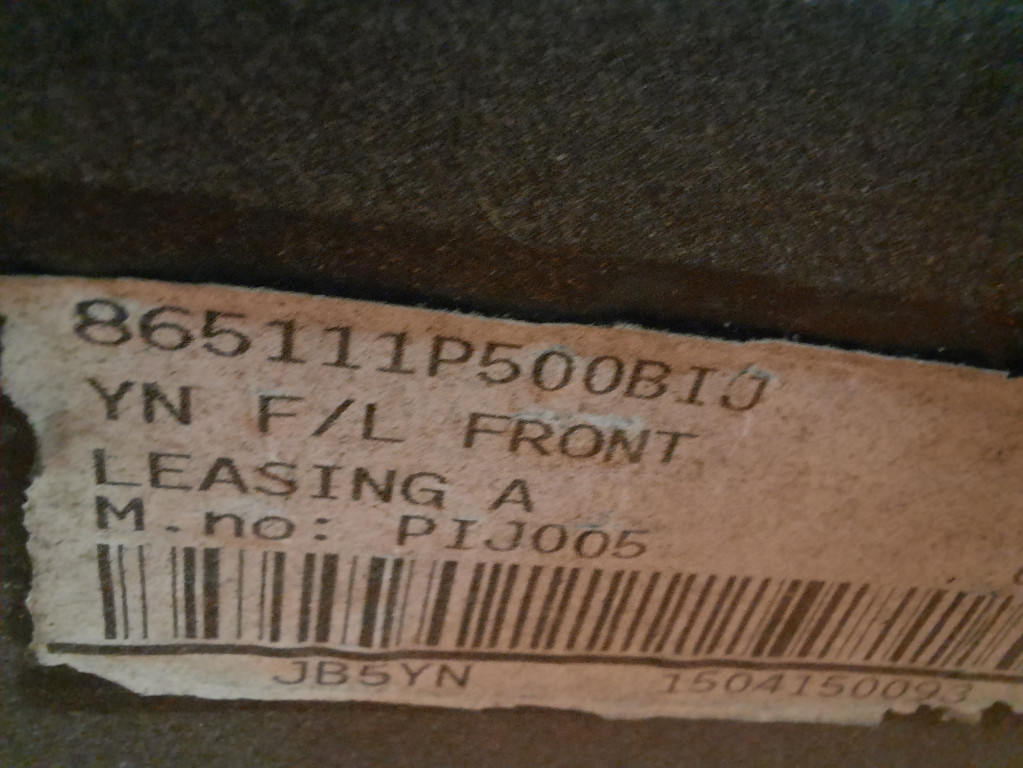 865111P500BIJ
YN F/L FRONT
LEASING A
M.no: PIJ005
JB5YN
1504150093